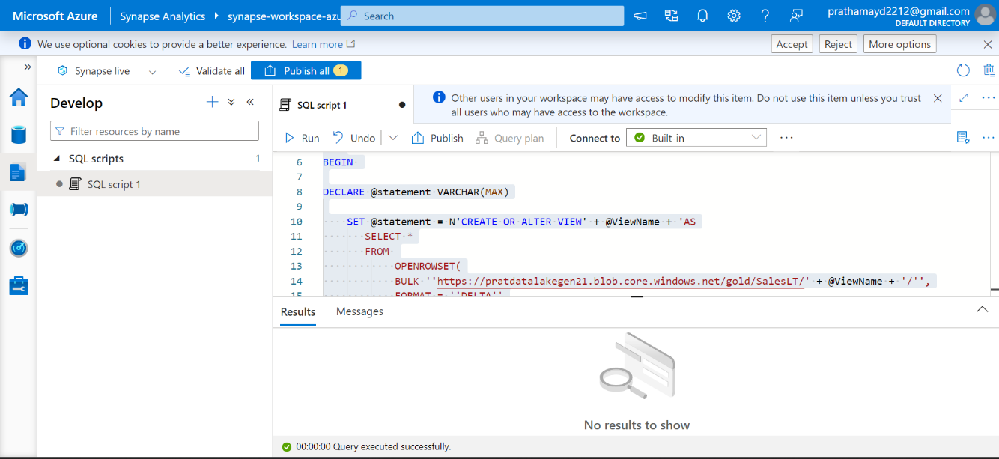 Microsoft Azure
Synapse Analytics
synapse-workspace-azu
Search
prathamayd2212@gmail.com
DEFAULT DIRECTORY
We use optional cookies to provide a better experience. Learn more
Accept
Reject
More options
Synapse live
Validate all
Publish all 1
Develop
Filter resources by name
SQL scripts 1
SQL script 1
SQL script 1
Other users in your workspace may have access to modify this item. Do not use this item unless you trust
all users who may have access to the workspace.
Run
Undo
Publish
Query plan
Connect to
Built-in
6 BEGIN
7
8 DECLARE @statement VARCHAR(MAX)
9
10 SET @statement = N'CREATE OR ALTER VIEW' + @ViewName + 'AS
11 SELECT *
12 FROM
13 OPENROWSET(
14 BULK ''https://pratdatalakegen21.blob.core.windows.net/gold/SalesLT/' + @ViewName + '/'',
15 FORMAT = ''DELTA''
Results
Messages
No results to show
00:00:00 Query executed successfully.